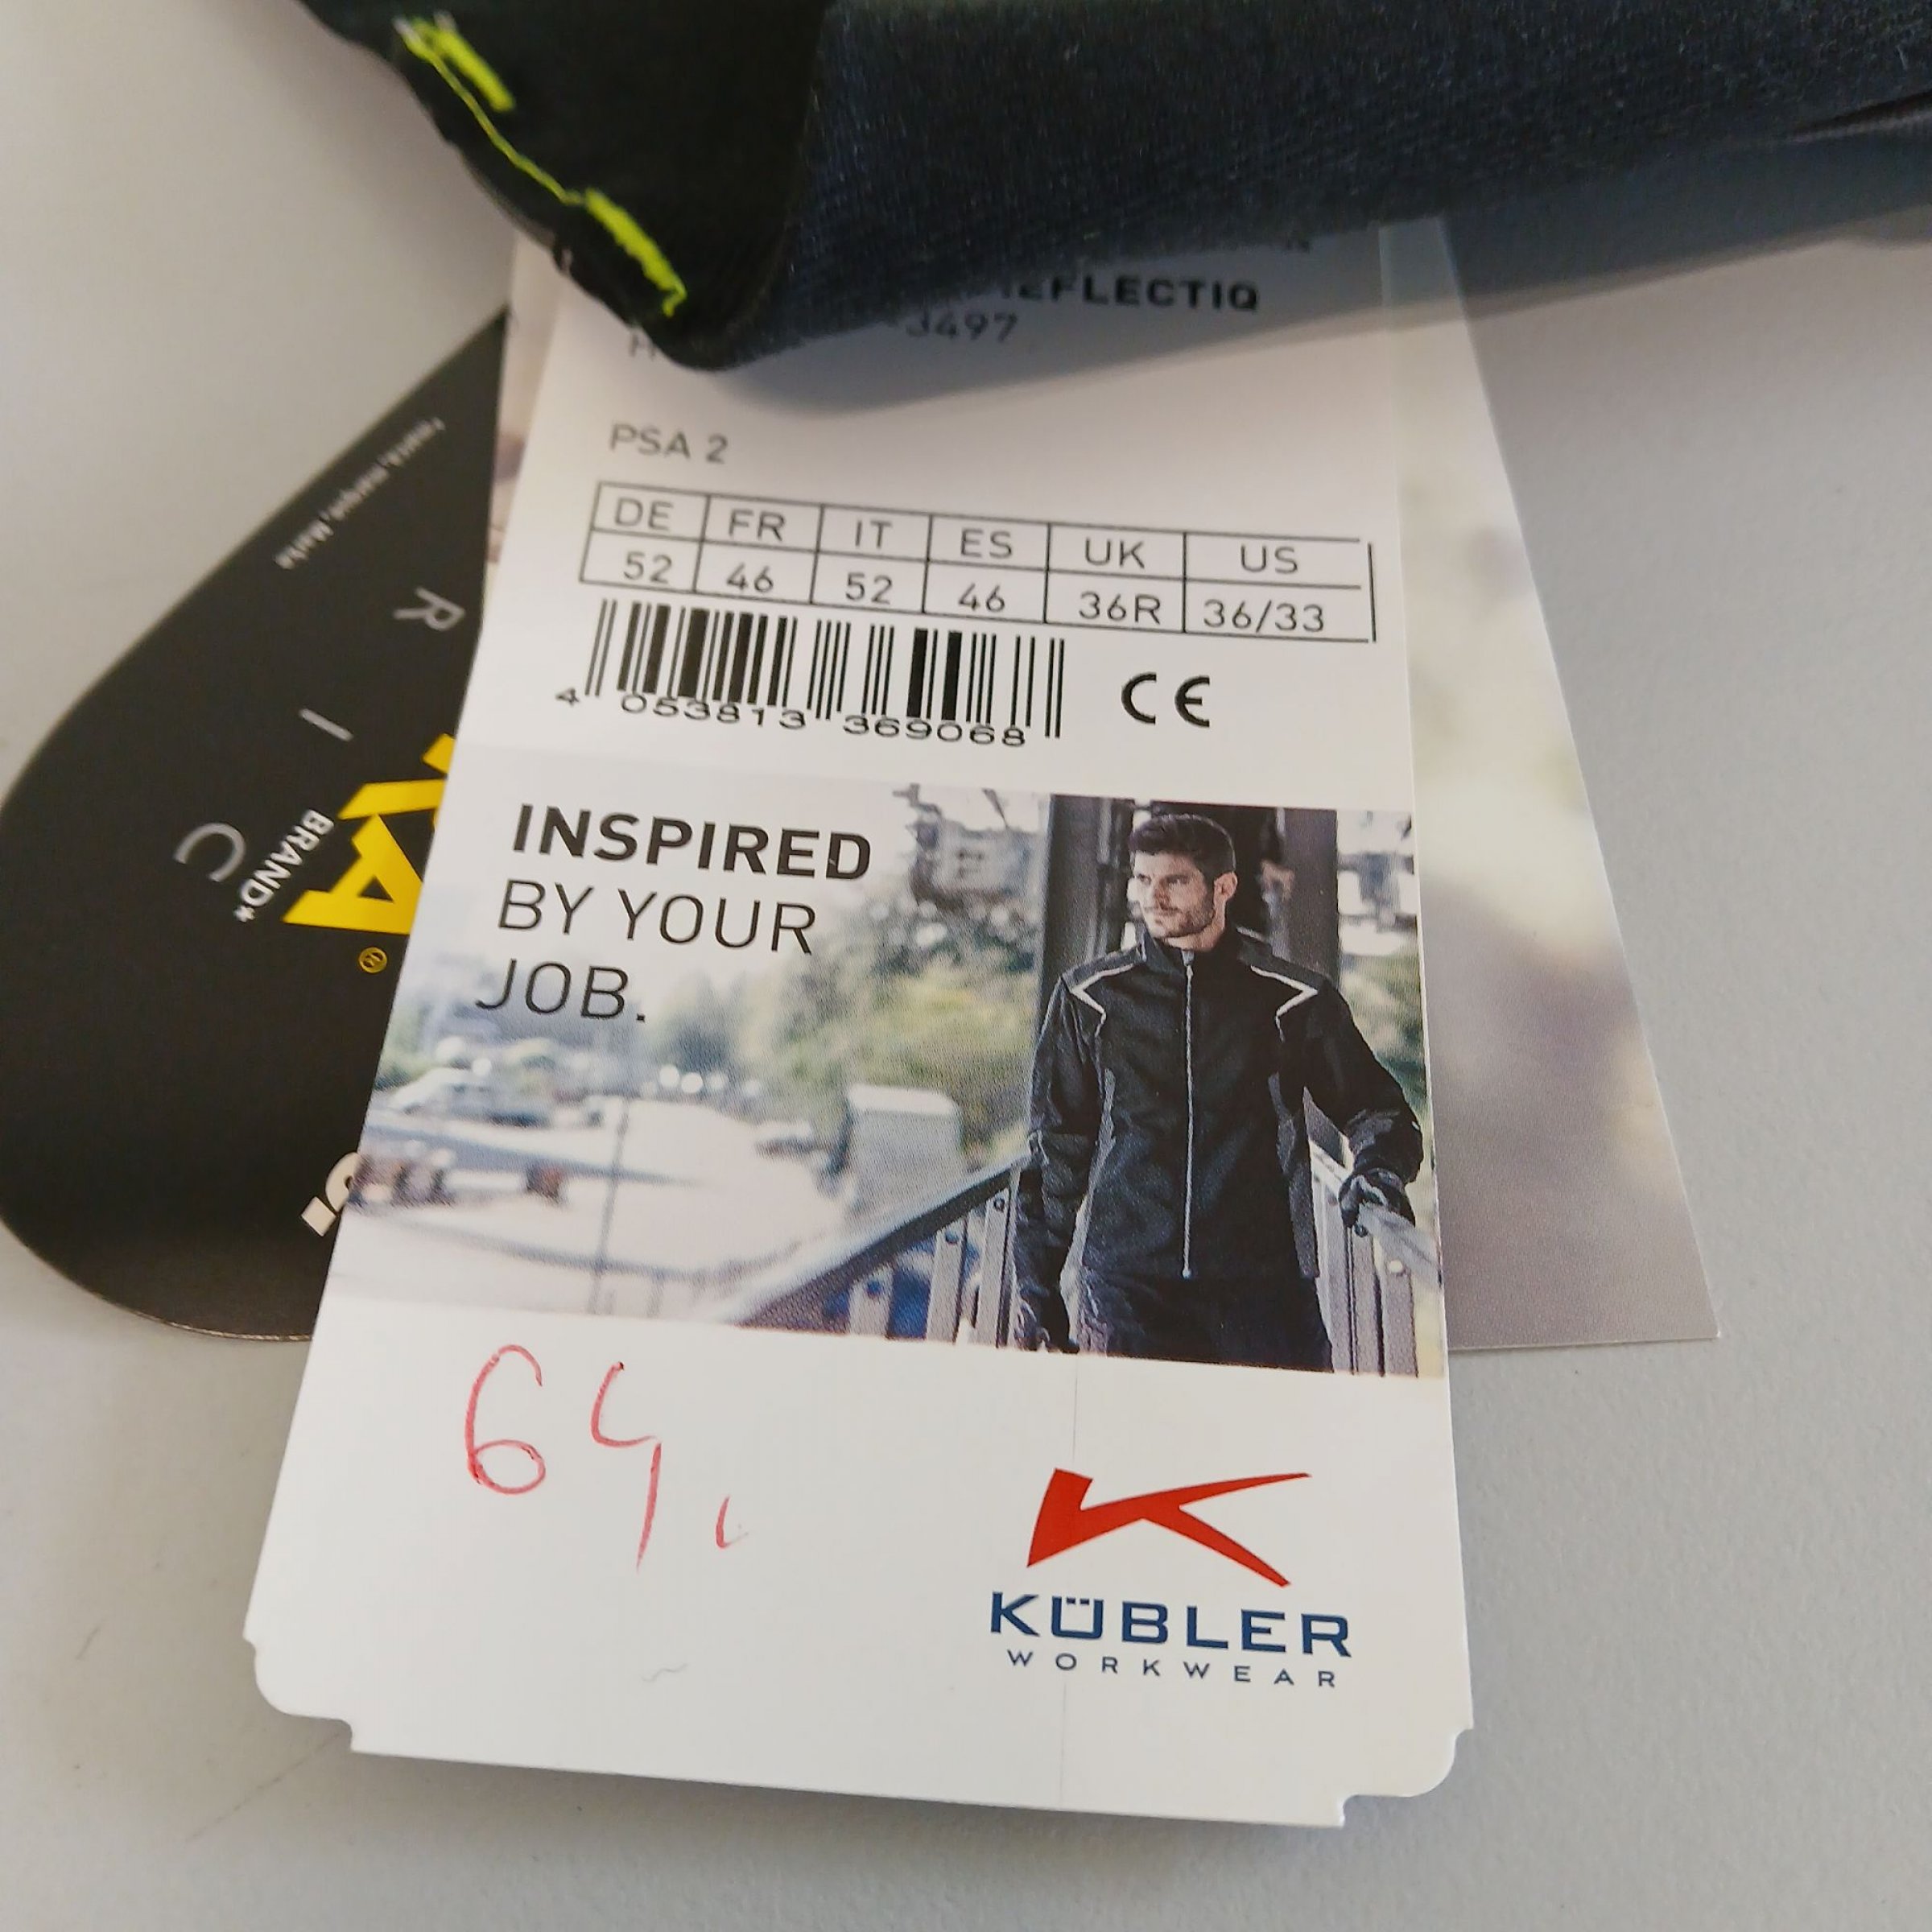 REFLECTIQ
3497
PSA 2
DE FR IT ES UK US
52 46 52 46 36R 36/33
4 053813 369068 CE
INSPIRED
BY YOUR
JOB.
64,
KÜBLER
WORKWEAR
R I C
BRAND*
®